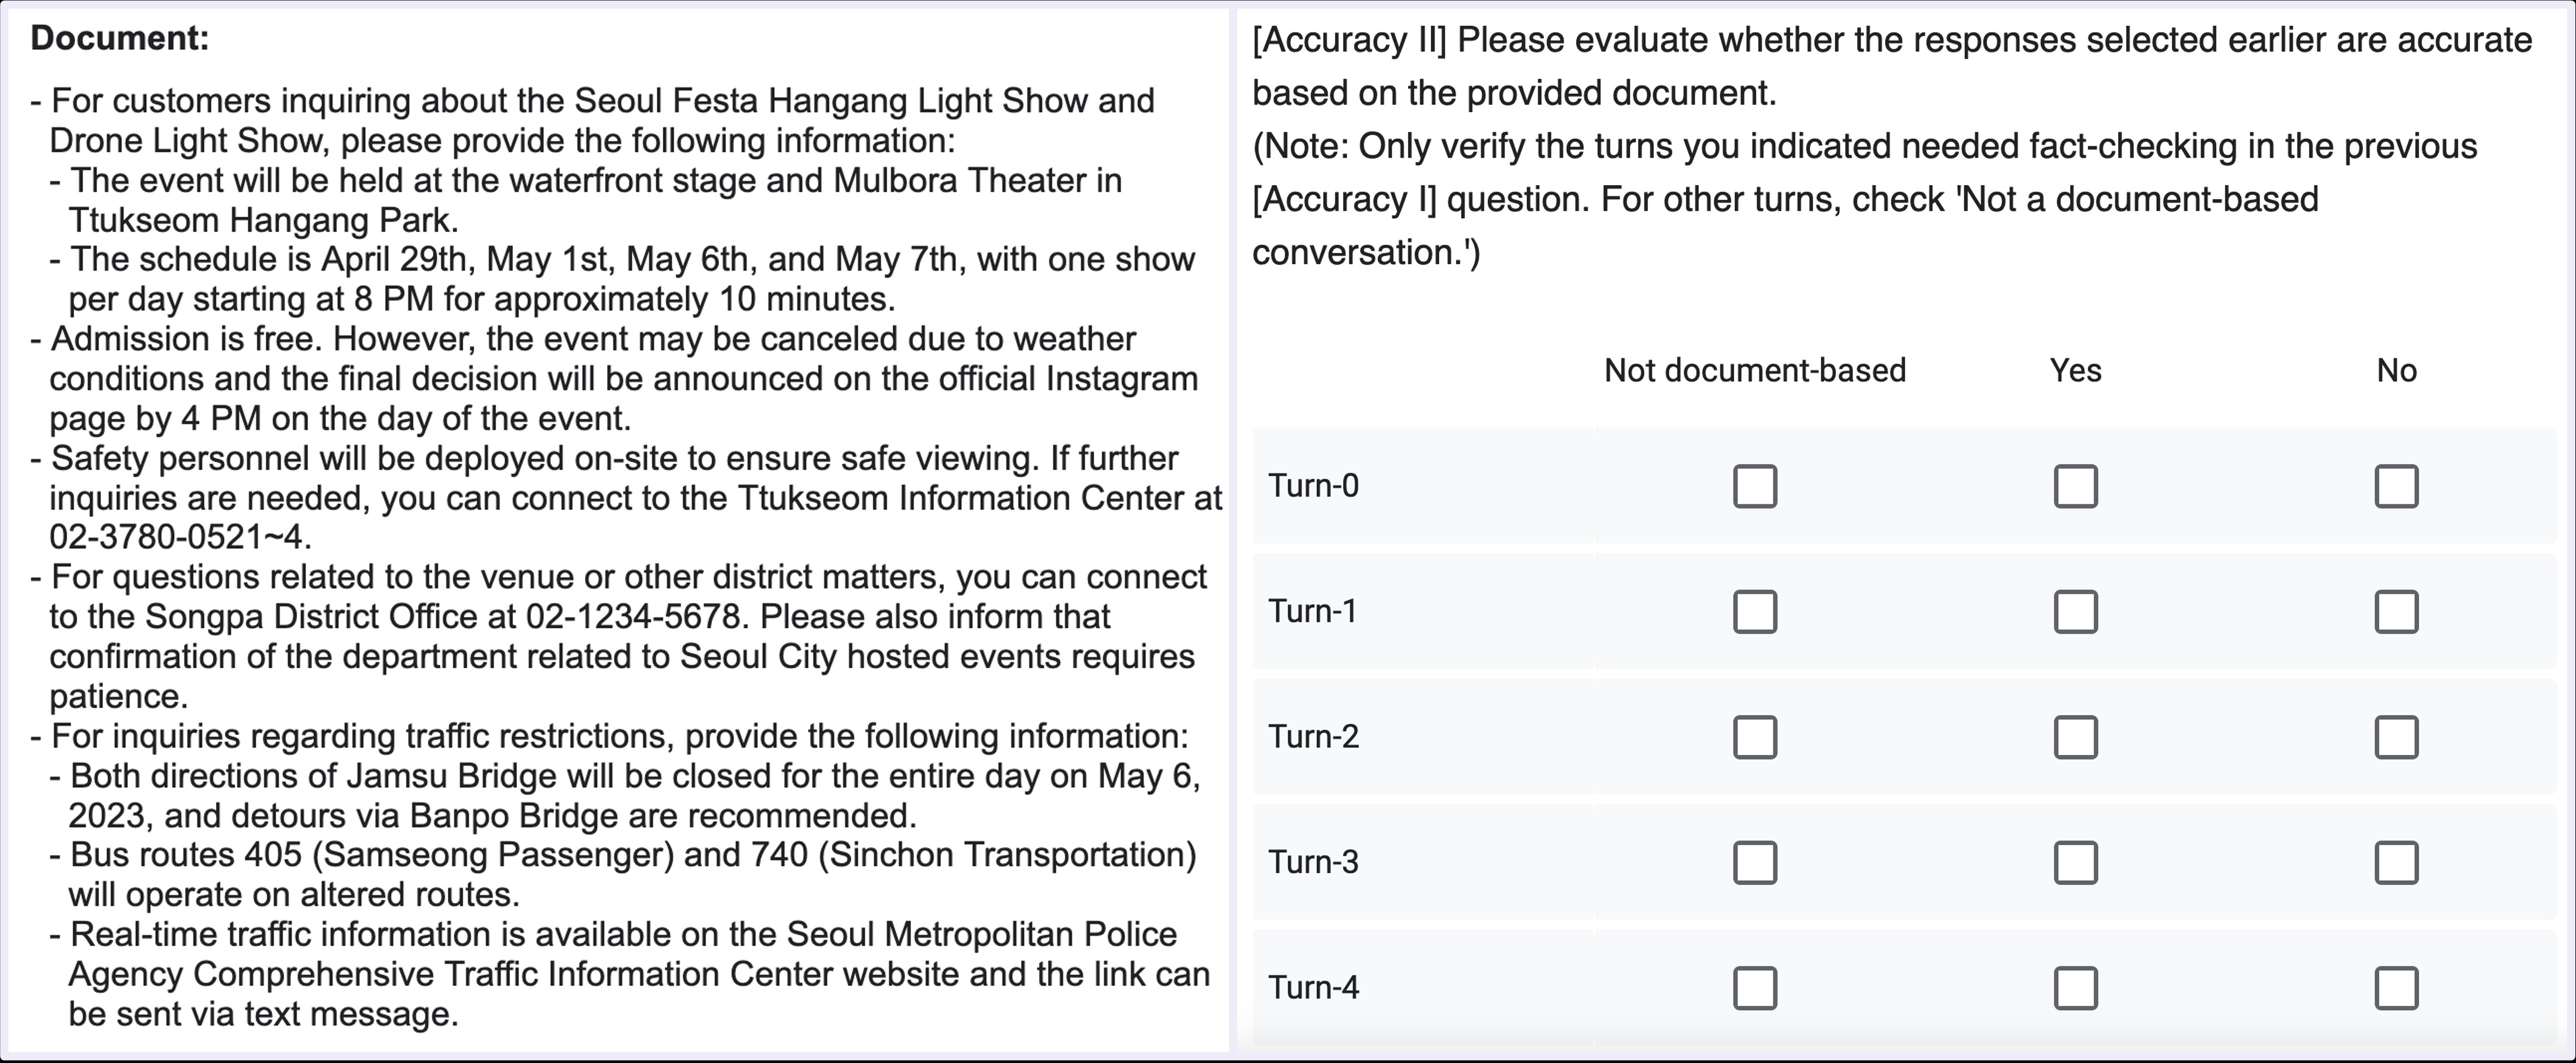 Document:
- For customers inquiring about the Seoul Festa Hangang Light Show and
Drone Light Show, please provide the following information:
- The event will be held at the waterfront stage and Mulbora Theater in
Ttukseom Hangang Park.
- The schedule is April 29th, May 1st, May 6th, and May 7th, with one show
per day starting at 8 PM for approximately 10 minutes.
- Admission is free. However, the event may be canceled due to weather
conditions and the final decision will be announced on the official Instagram
page by 4 PM on the day of the event.
- Safety personnel will be deployed on-site to ensure safe viewing. If further
inquiries are needed, you can connect to the Ttukseom Information Center at
02-3780-0521~4.
- For questions related to the venue or other district matters, you can connect
to the Songpa District Office at 02-1234-5678. Please also inform that
confirmation of the department related to Seoul City hosted events requires
patience.
- For inquiries regarding traffic restrictions, provide the following information:
- Both directions of Jamsu Bridge will be closed for the entire day on May 6,
2023, and detours via Banpo Bridge are recommended.
- Bus routes 405 (Samseong Passenger) and 740 (Sinchon Transportation)
will operate on altered routes.
- Real-time traffic information is available on the Seoul Metropolitan Police
Agency Comprehensive Traffic Information Center website and the link can
be sent via text message.
[Accuracy II] Please evaluate whether the responses selected earlier are accurate
based on the provided document.
(Note: Only verify the turns you indicated needed fact-checking in the previous
[Accuracy I] question. For other turns, check 'Not a document-based
conversation.')
Not document-based Yes No
Turn-0
Turn-1
Turn-2
Turn-3
Turn-4